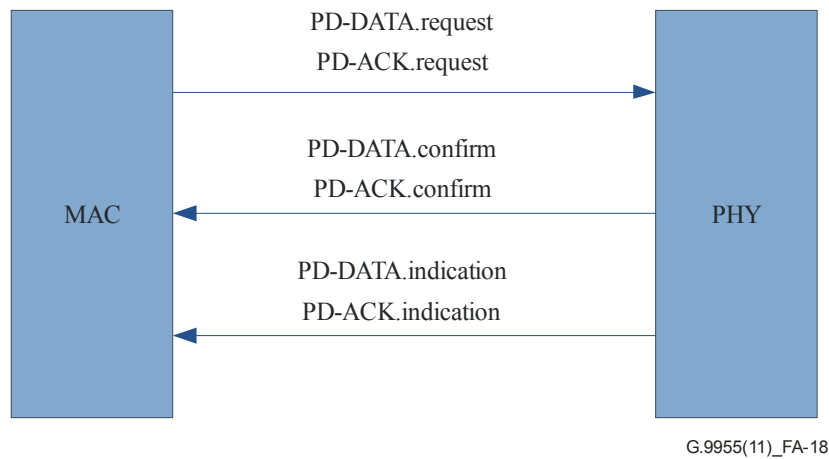 PD-DATA.request
PD-ACK.request
PD-DATA.confirm
PD-ACK.confirm
MAC
PHY
PD-DATA.indication
PD-ACK.indication
G.9955(11)_FA-18